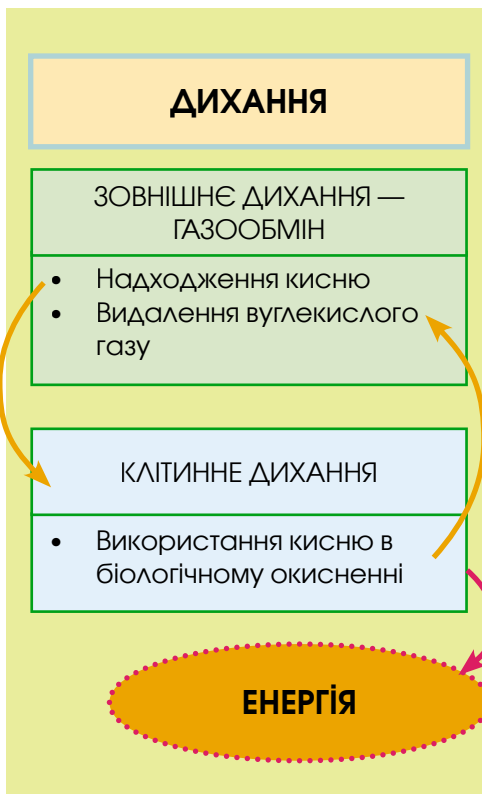 ДИХАННЯ
ЗОВНІШНЄ ДИХАННЯ —
ГАЗООБМІН
• Надходження кисню
• Видалення вуглекислого
газу
КЛІТИННЕ ДИХАННЯ
• Використання кисню в
біологічному окисненні
ЕНЕРГІЯ